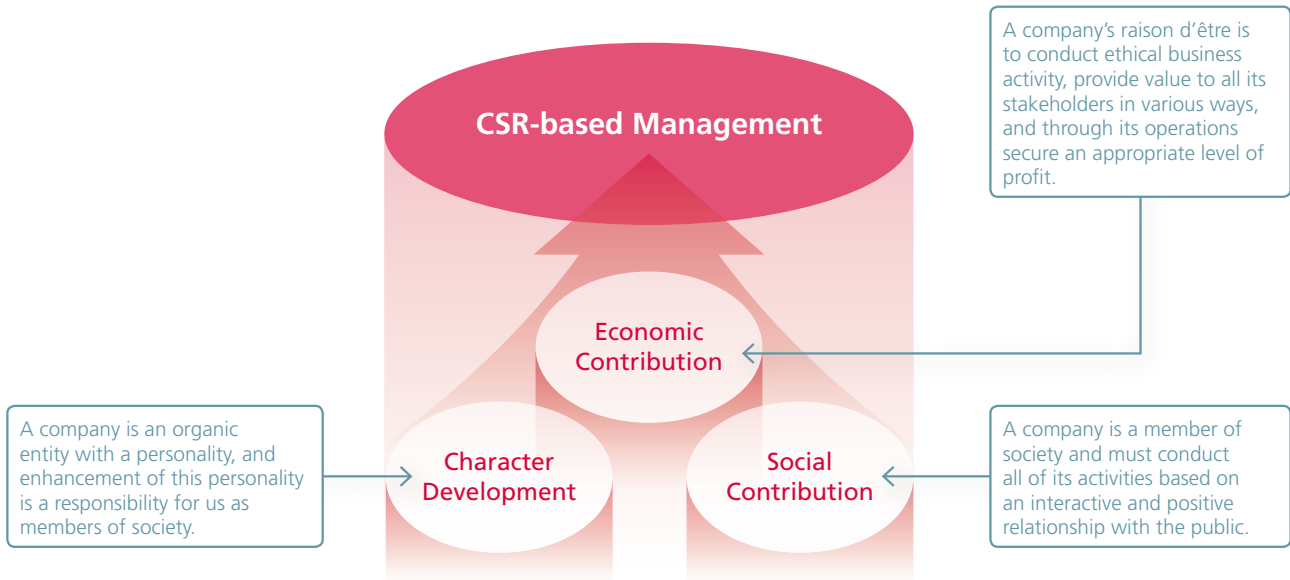 CSR-based Management
A company’s raison d’être is
to conduct ethical business
activity, provide value to all its
stakeholders in various ways,
and through its operations
secure an appropriate level of
profit.
Economic
Contribution
A company is an organic
entity with a personality, and
enhancement of this personality
is a responsibility for us as
members of society.
Character
Development
Social
Contribution
A company is a member of
society and must conduct
all of its activities based on
an interactive and positive
relationship with the public.